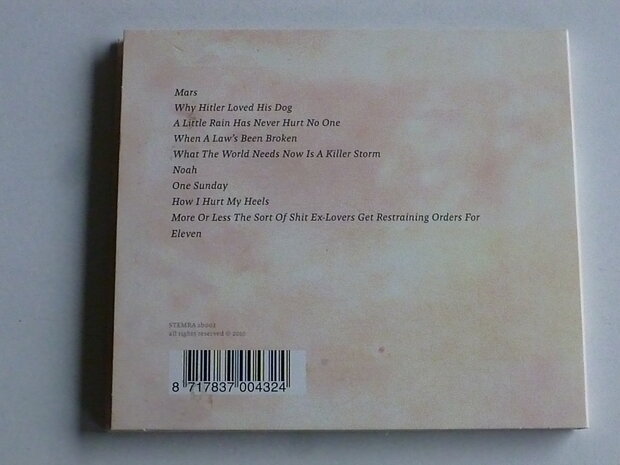 Mars
Why Hitler Loved His Dog
A Little Rain Has Never Hurt No One
When A Law's Been Broken
What The World Needs Now Is A Killer Storm
Noah
One Sunday
How I Hurt My Heels
More Or Less The Sort Of Shit Ex-Lovers Get Restraining Orders For
Eleven
STEMRA
all rights reserved ©
8 717837 004324